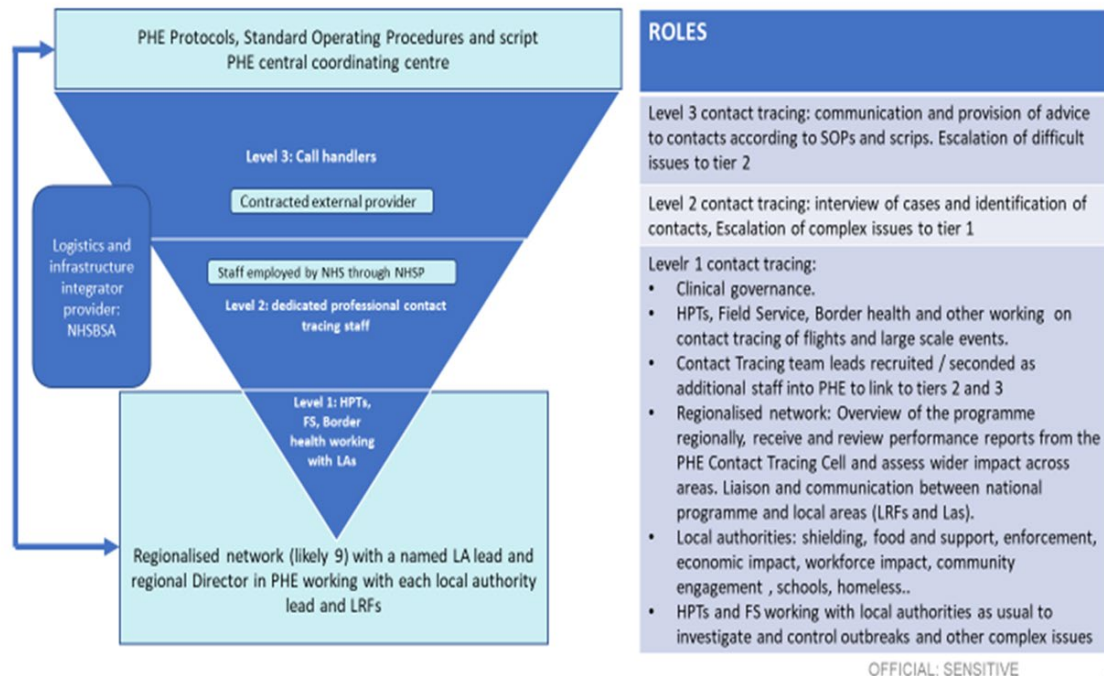 PHE Protocols, Standard Operating Procedures and script
PHE central coordinating centre
Level 3: Call handlers
Contracted external provider
Logistics and
infrastructure
integrator
provider:
NHSBSA
Staff employed by NHS through NHSP
Level 2: dedicated professional contact
tracing staff
Level 1: HPTs,
FS, Border
health working
with LAs
Regionalised network (likely 9) with a named LA lead and
regional Director in PHE working with each local authority
lead and LRFs
ROLES
Level 3 contact tracing: communication and provision of advice
to contacts according to SOPs and scrips. Escalation of difficult
issues to tier 2
Level 2 contact tracing: interview of cases and identification of
contacts, Escalation of complex issues to tier 1
Levelr 1 contact tracing:
• Clinical governance.
• HPTs, Field Service, Border health and other working on
contact tracing of flights and large scale events.
• Contact Tracing team leads recruited / seconded as
additional staff into PHE to link to tiers 2 and 3
• Regionalised network: Overview of the programme
regionally, receive and review performance reports from the
PHE Contact Tracing Cell and assess wider impact across
areas. Liaison and communication between national
programme and local areas (LRFs and Las).
• Local authorities: shielding, food and support, enforcement,
economic impact, workforce impact, community
engagement , schools, homeless..
• HPTs and FS working with local authorities as usual to
investigate and control outbreaks and other complex issues
OFFICIAL: SENSITIVE